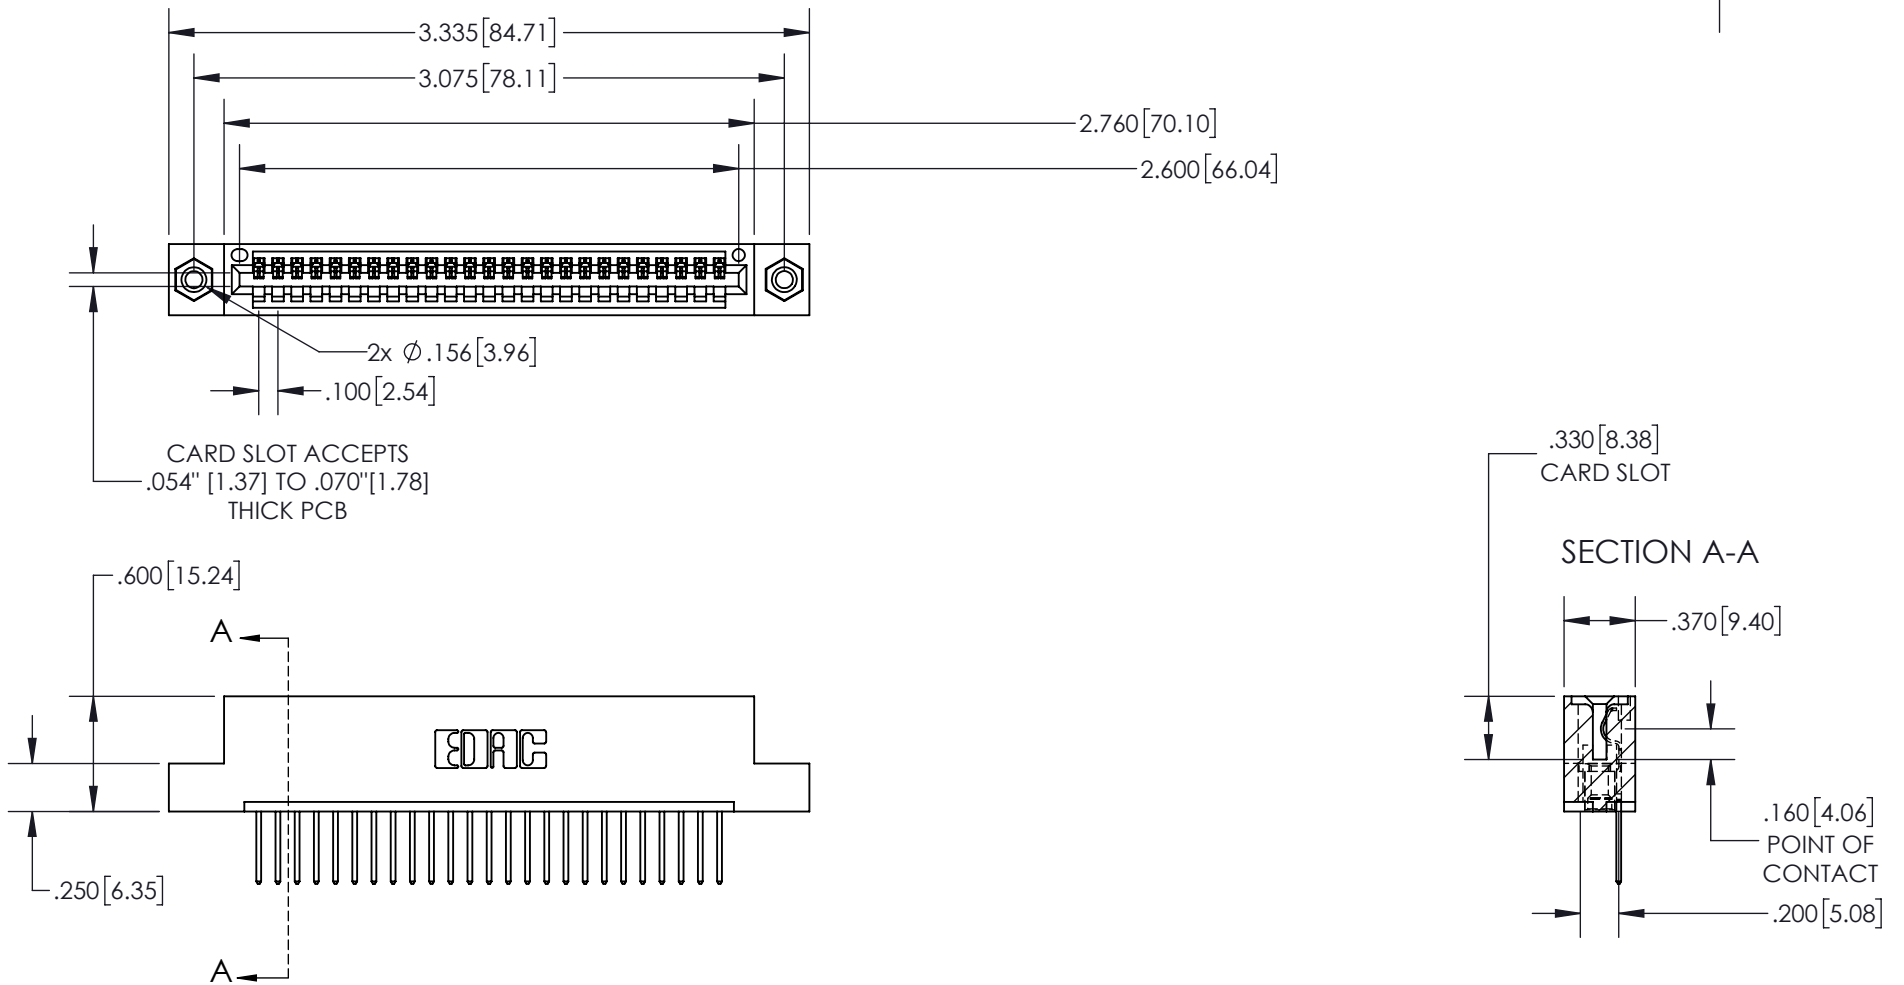 3.335[84.71]
3.075[78.11]
2.760[70.10]
2.600[66.04]
2x Ø.156[3.96]
.100[2.54]
CARD SLOT ACCEPTS
.054" [1.37] TO .070"[1.78]
THICK PCB
.330[8.38]
CARD SLOT
SECTION A-A
.600[15.24]
.370[9.40]
A
EDAC
.160[4.06]
POINT OF
CONTACT
.250[6.35]
.200[5.08]
A